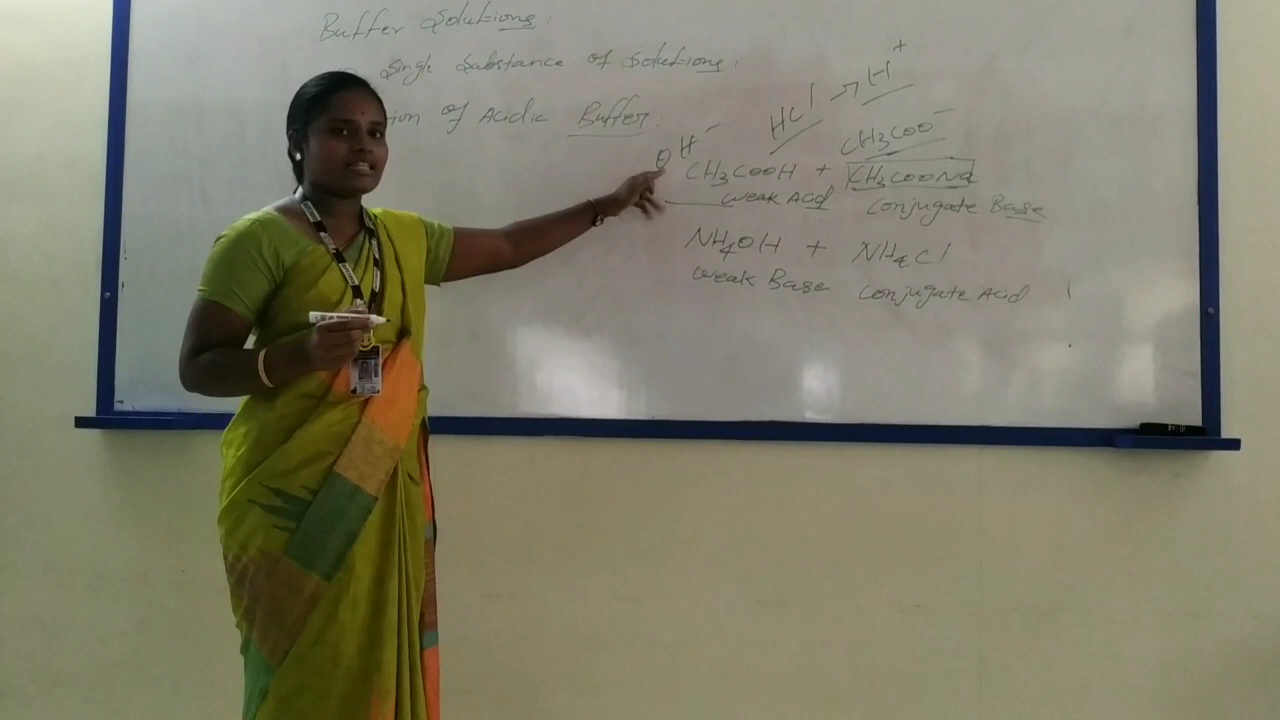 Buffer Solutions:
Single Substance of Solutions:
ion of Acidic Buffer:
HCl → H+
OH-
CH3COO-
CH3COOH + CH3COONa
Weak Acid Conjugate Base
NH4OH + NH4Cl
Weak Base Conjugate Acid